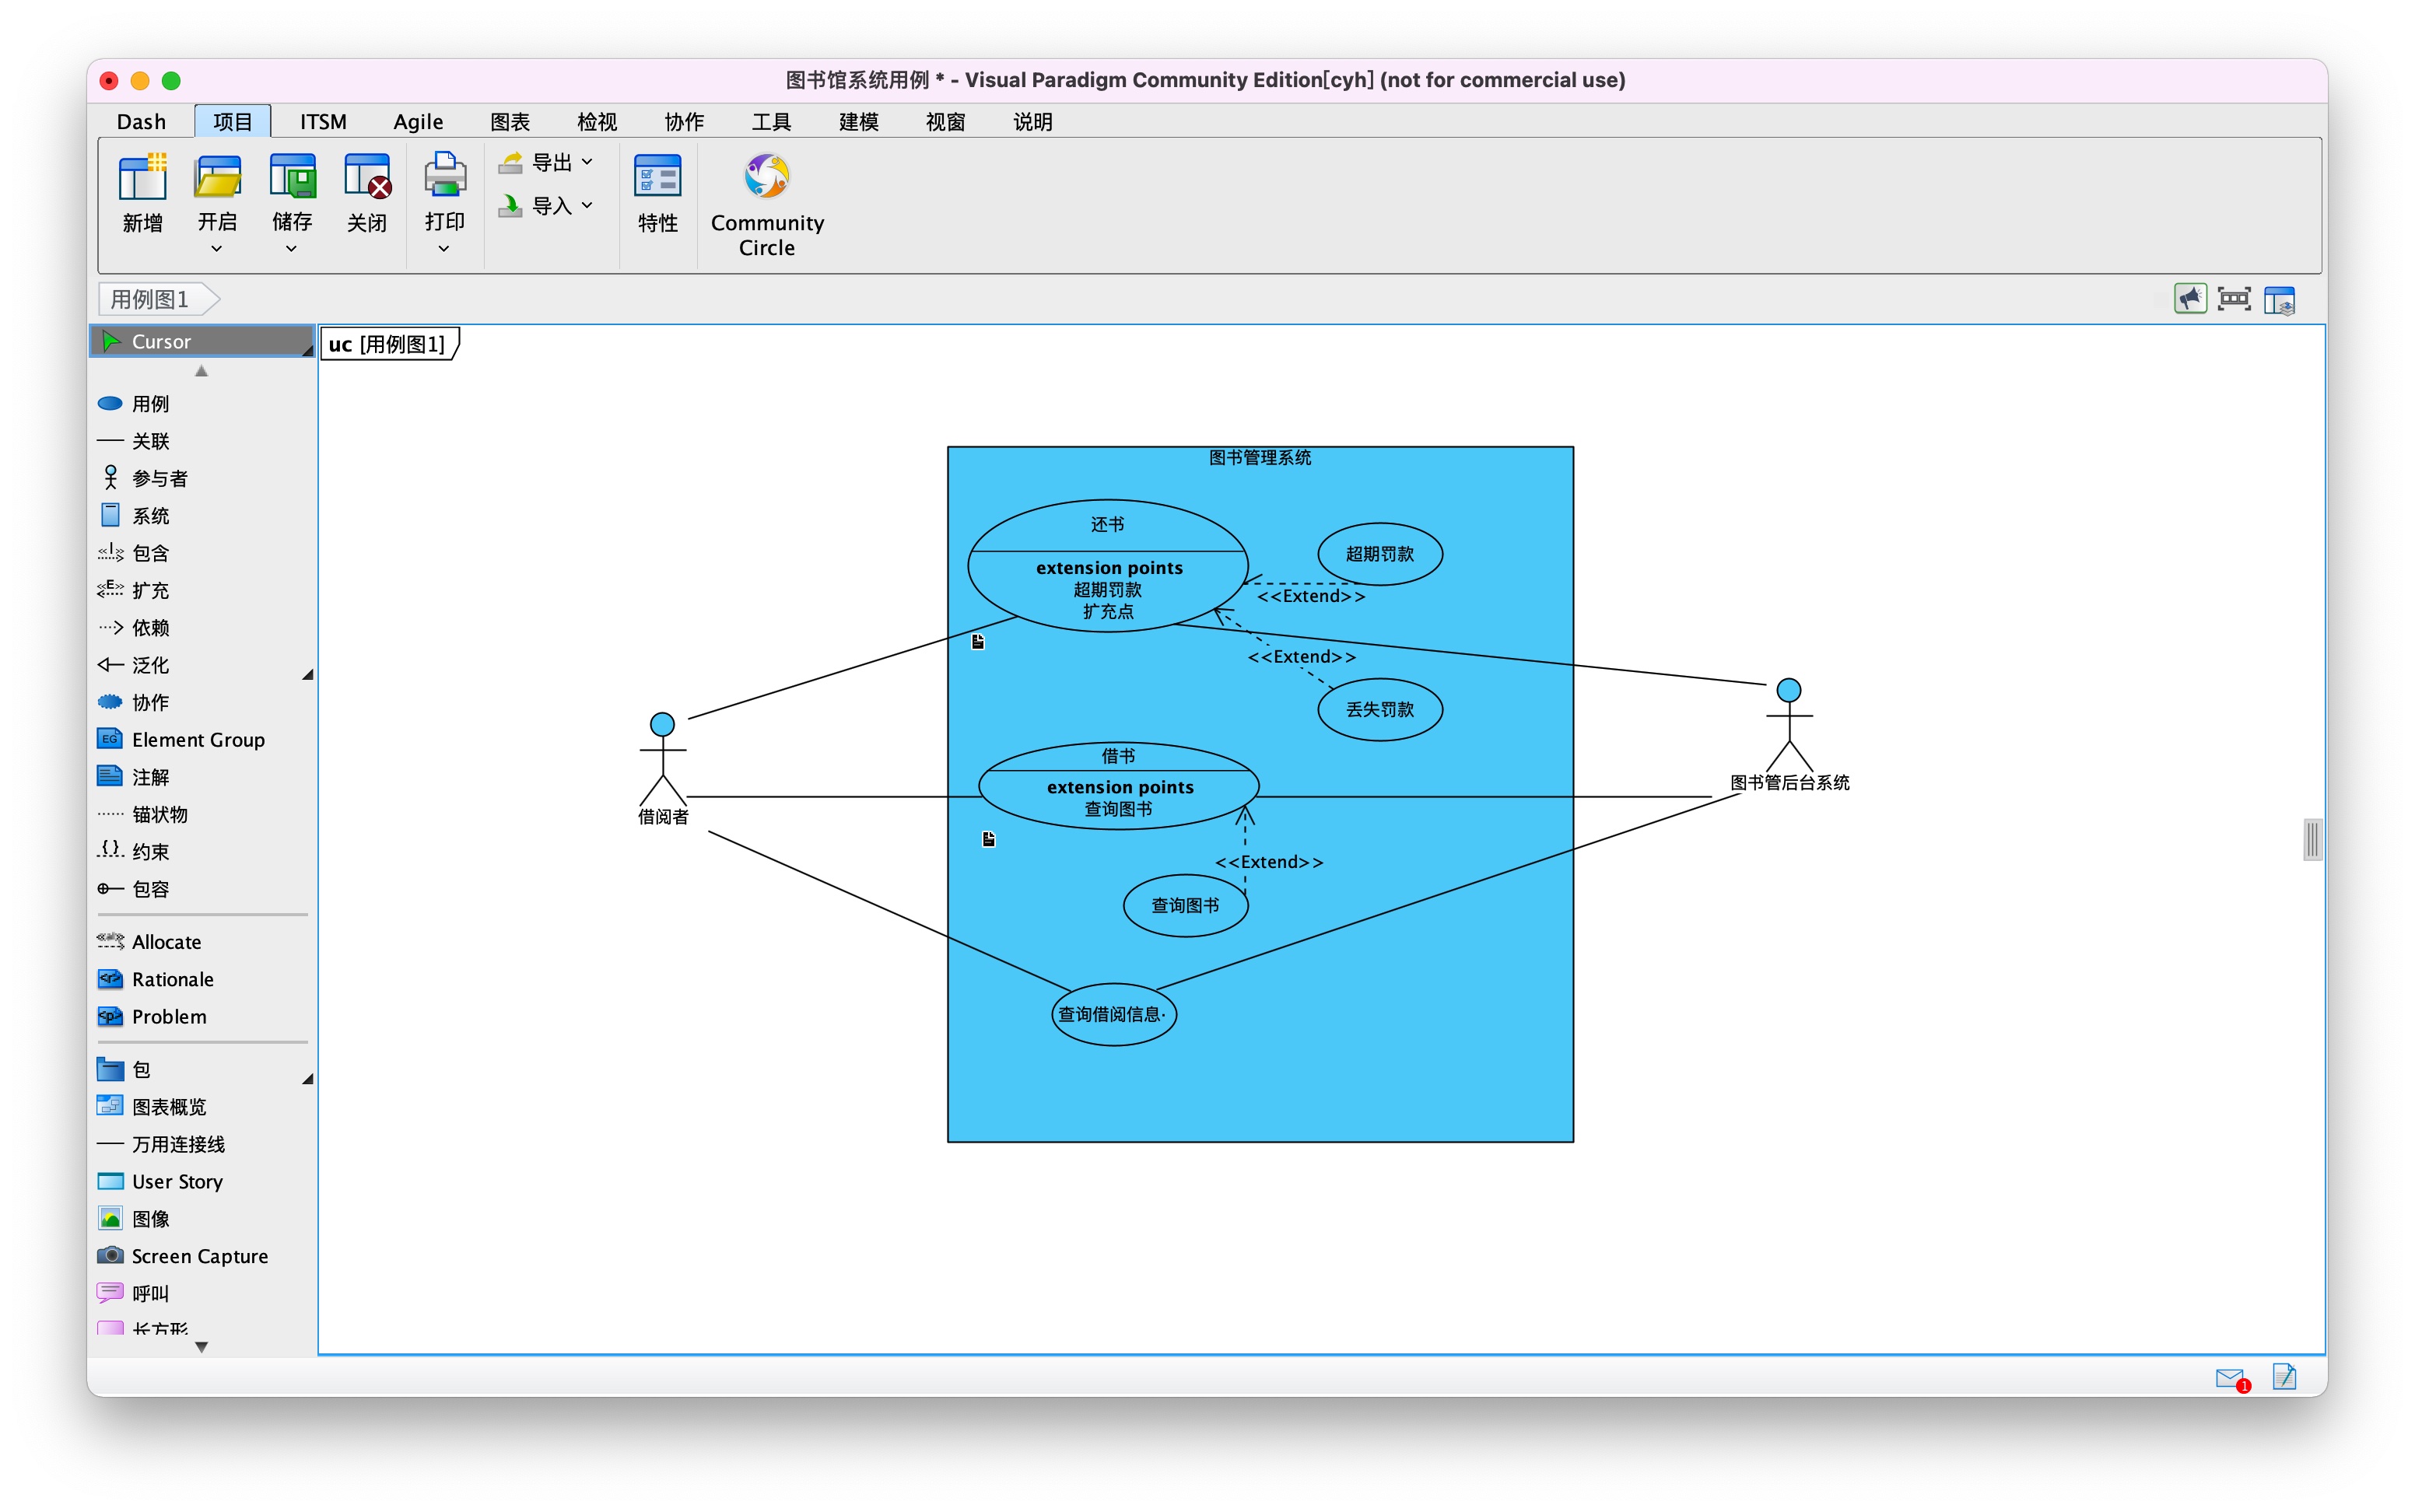 图书馆系统用例 * - Visual Paradigm Community Edition[cyh] (not for commercial use)
Dash 项目 ITSM Agile 图表 检视 协作 工具 建模 视窗 说明
新增 开启 储存 关闭 打印 导出 导入 特性 Community
Circle
用例图1
Cursor
用例
关联
参与者
系统
包含
扩充
依赖
泛化
协作
Element Group
注解
锚状物
约束
包容
Allocate
Rationale
Problem
包
图表概览
万用连接线
User Story
图像
Screen Capture
呼叫
长方形
uc [用例图1]
图书管理系统
还书
extension points
超期罚款
扩充点
超期罚款
<<Extend>>
<<Extend>>
丢失罚款
借阅者
图书管后台系统
借书
extension points
查询图书
<<Extend>>
查询图书
查询借阅信息·
1